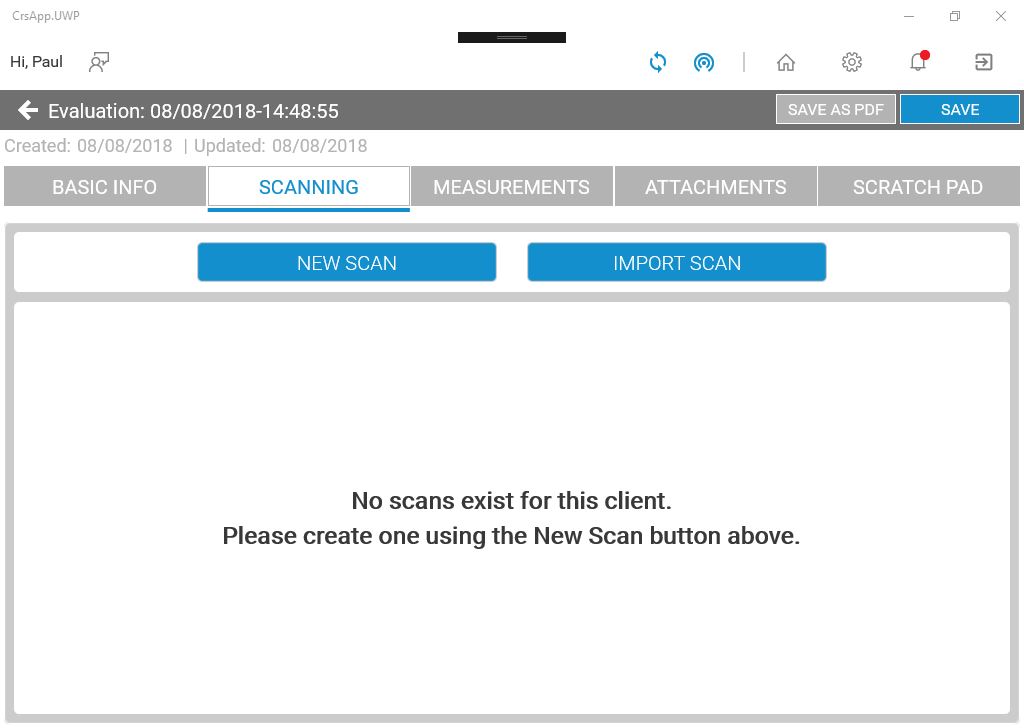 CrsApp.UWP
Hi, Paul
Evaluation: 08/08/2018-14:48:55
SAVE AS PDF
SAVE
Created: 08/08/2018 | Updated: 08/08/2018
BASIC INFO
SCANNING
MEASUREMENTS
ATTACHMENTS
SCRATCH PAD
NEW SCAN
IMPORT SCAN
No scans exist for this client.
Please create one using the New Scan button above.